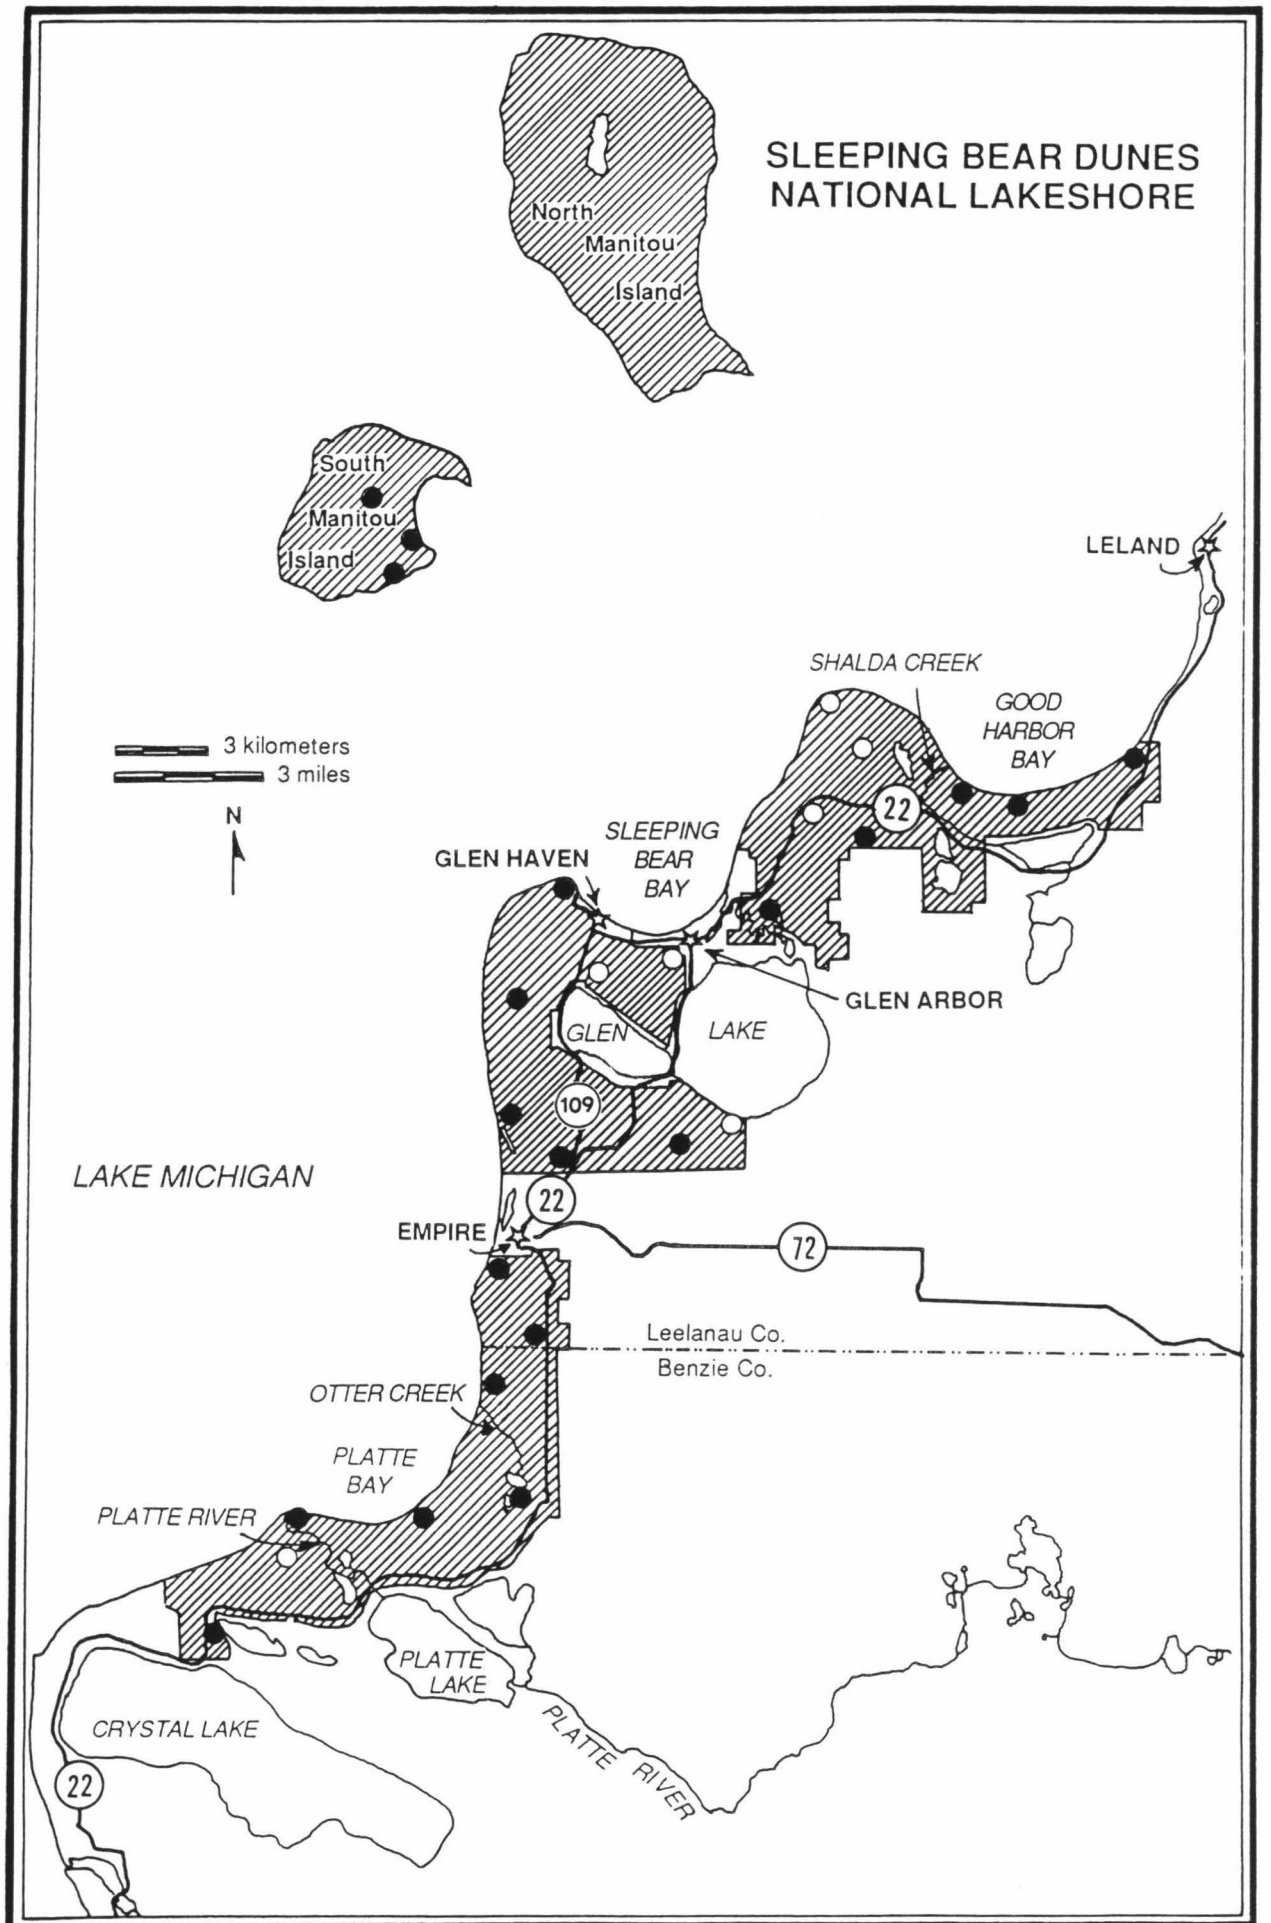 SLEEPING BEAR DUNES
NATIONAL LAKESHORE
North
Manitou
Island
South
Manitou
Island
LELAND
SHALDA CREEK
GOOD
HARBOR
BAY
3 kilometers
3 miles
N
22
SLEEPING
BEAR
BAY
GLEN HAVEN
GLEN ARBOR
GLEN
LAKE
109
LAKE MICHIGAN
22
EMPIRE
72
Leelanau Co.
Benzie Co.
OTTER CREEK
PLATTE
BAY
PLATTE RIVER
PLATTE
LAKE
CRYSTAL LAKE
PLATTE RIVER
22